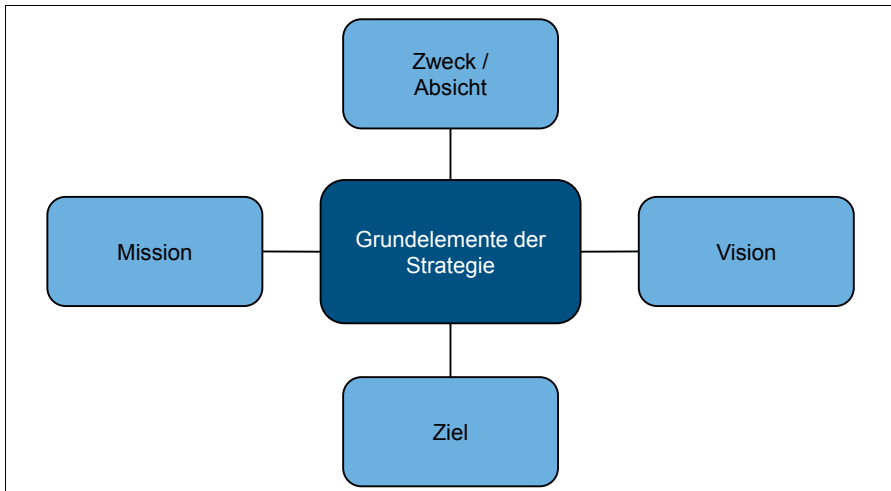 Zweck /
Absicht
Mission
Grundelemente der
Strategie
Vision
Ziel